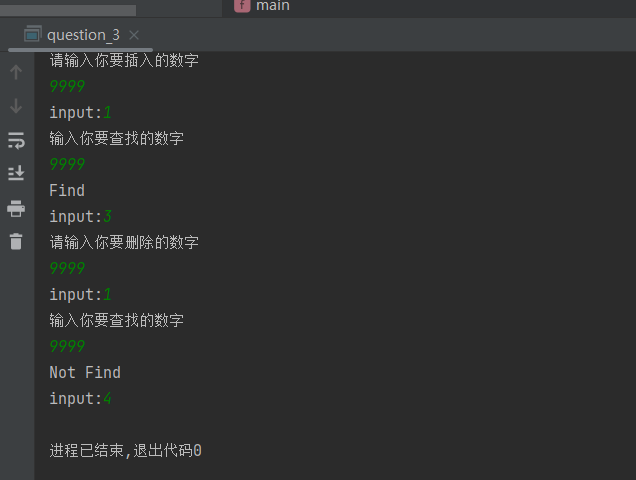 main
question_3
请输入你要插入的数字
9999
input:1
输入你要查找的数字
9999
Find
input:3
请输入你要删除的数字
9999
input:1
输入你要查找的数字
9999
Not Find
input:4
进程已结束,退出代码0